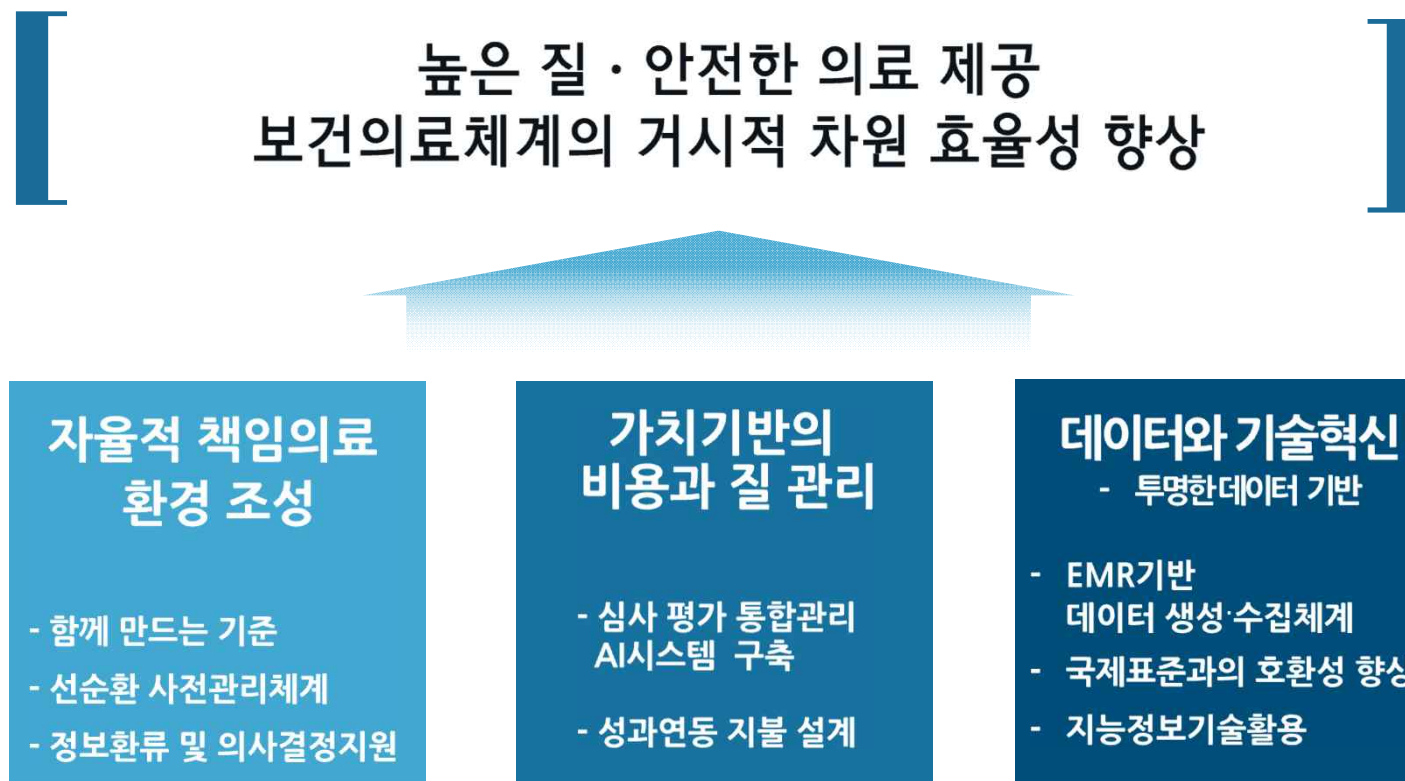 높은 질 · 안전한 의료 제공
보건의료체계의 거시적 차원 효율성 향상
자율적 책임의료
환경 조성
- 함께 만드는 기준
- 선순환 사전관리체계
- 정보환류 및 의사결정지원
가치기반의
비용과 질 관리
- 심사 평가 통합관리
AI시스템 구축
- 성과연동 지불 설계
데이터와 기술혁신
- 투명한데이터 기반
- EMR기반
데이터 생성·수집체계
- 국제표준과의 호환성 향상
- 지능정보기술활용